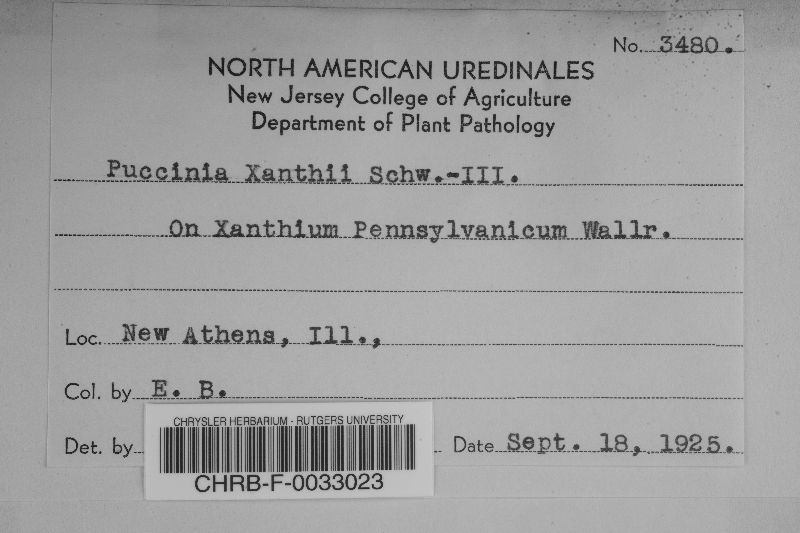 No. 3480.
NORTH AMERICAN UREDINALES
New Jersey College of Agriculture
Department of Plant Pathology
Puccinia Xanthii Schw.-III.
On Xanthium Pennsylvanicum Wallr.
Loc. New Athens, Ill.,
Col. by E. B.
CHRYSLER HERBARIUM - RUTGERS UNIVERSITY
Det. by Date Sept. 18, 1925.
CHRB-F-0033023